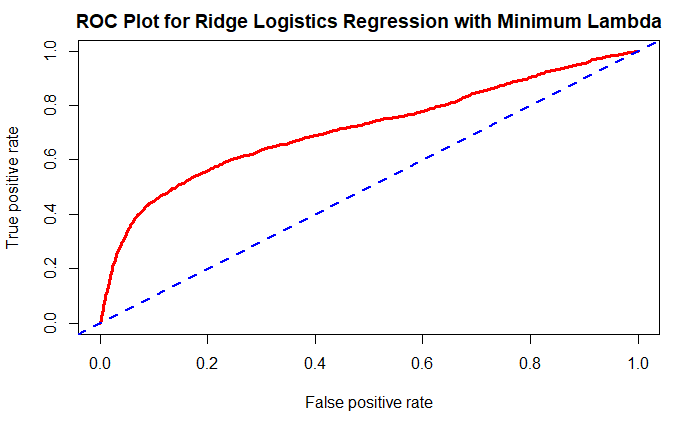 ROC Plot for Ridge Logistics Regression with Minimum Lambda
True positive rate
1.0
0.8
0.6
0.4
0.2
0.0
0.0 0.2 0.4 0.6 0.8 1.0
False positive rate